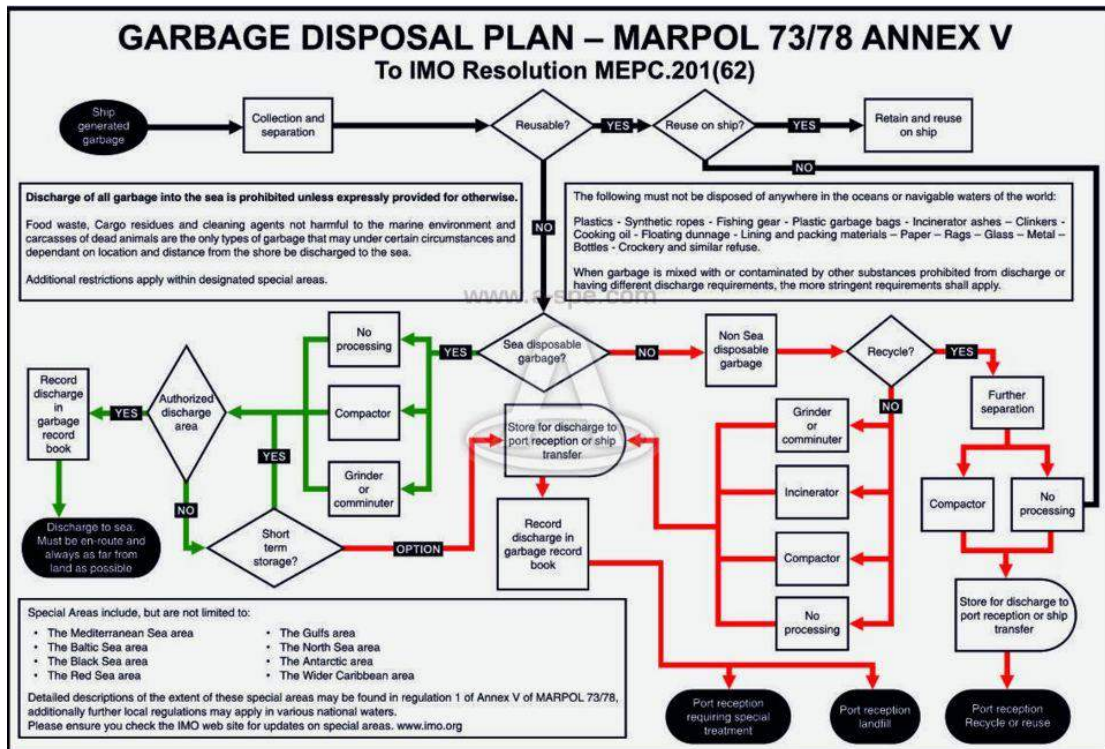 GARBAGE DISPOSAL PLAN – MARPOL 73/78 ANNEX V
To IMO Resolution MEPC.201(62)
Ship
generated
garbage
Collection and
separation
Reusable?
YES
Reuse on ship?
YES
Retain and reuse
on ship
NO
NO
Discharge of all garbage into the sea is prohibited unless expressly provided for otherwise.
Food waste, Cargo residues and cleaning agents not harmful to the marine environment and
carcasses of dead animals are the only types of garbage that may under certain circumstances and
dependant on location and distance from the shore be discharged to the sea.
Additional restrictions apply within designated special areas.
The following must not be disposed of anywhere in the oceans or navigable waters of the world:
Plastics - Synthetic ropes - Fishing gear - Plastic garbage bags - Incinerator ashes – Clinkers -
Cooking oil - Floating dunnage - Lining and packing materials – Paper – Rags – Glass – Metal –
Bottles - Crockery and similar refuse.
When garbage is mixed with or contaminated by other substances prohibited from discharge or
having different discharge requirements, the more stringent requirements shall apply.
www.a-spe.com
Sea disposable
garbage?
YES
NO
No
processing
Compactor
Grinder
or
comminuter
Authorized
discharge
area
YES
Record
discharge in
garbage
record
book
Discharge to sea.
Must be en-route and
always as far from
land as possible
NO
YES
Short
term
storage?
OPTION
Store for discharge to
port reception or ship
transfer
Record
discharge in
garbage record
book
Non Sea
disposable
garbage
Recycle?
YES
NO
Grinder
or
comminuter
Incinerator
Compactor
No
processing
Further
separation
Compactor
No
processing
Store for discharge to
port reception or ship
transfer
Special Areas include, but are not limited to:
• The Mediterranean Sea area
• The Baltic Sea area
• The Black Sea area
• The Red Sea area
• The Gulfs area
• The North Sea area
• The Antarctic area
• The Wider Caribbean area
Detailed descriptions of the extent of these special areas may be found in regulation 1 of Annex V of MARPOL 73/78,
additionally further local regulations may apply in various national waters.
Please ensure you check the IMO web site for updates on special areas. www.imo.org
Port reception
requiring special
treatment
Port reception
landfill
Port reception
Recycle or reuse